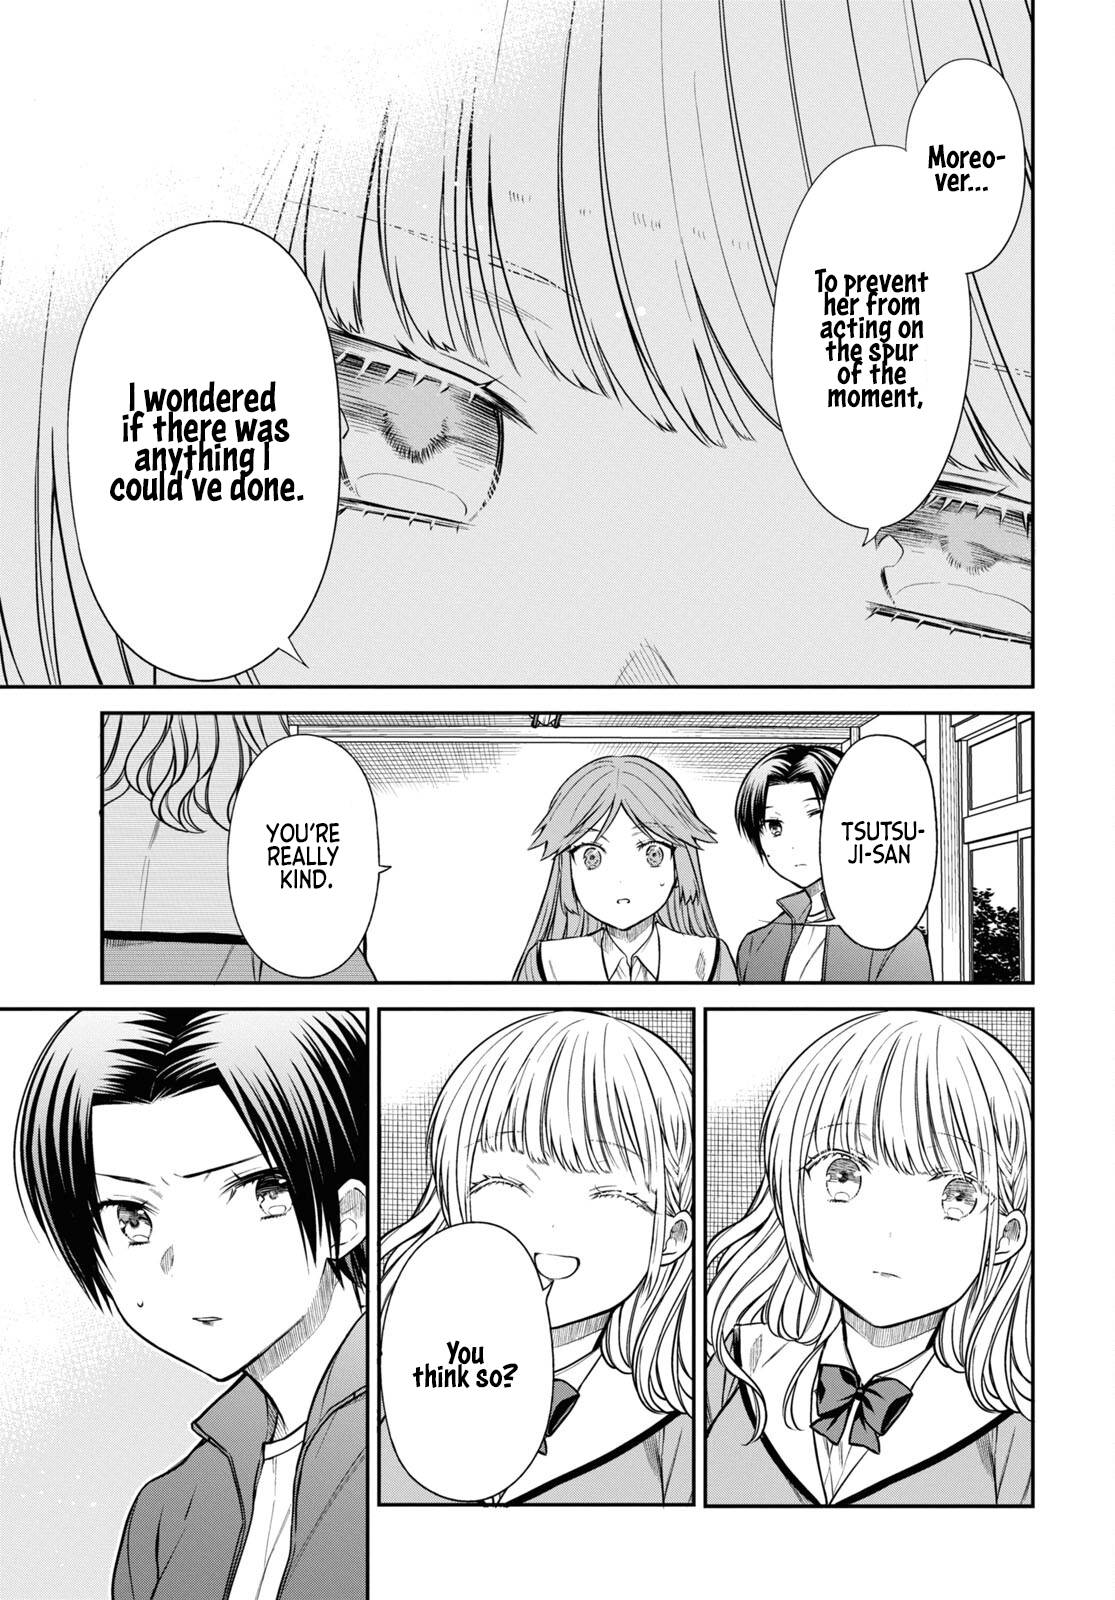 Moreo-
ver...
To prevent
her from
acting on
the spur
of the
moment,
I wondered
if there was
anything I
could've done.
TSUTSU-
JI-SAN
YOU'RE
REALLY
KIND.
You
think so?